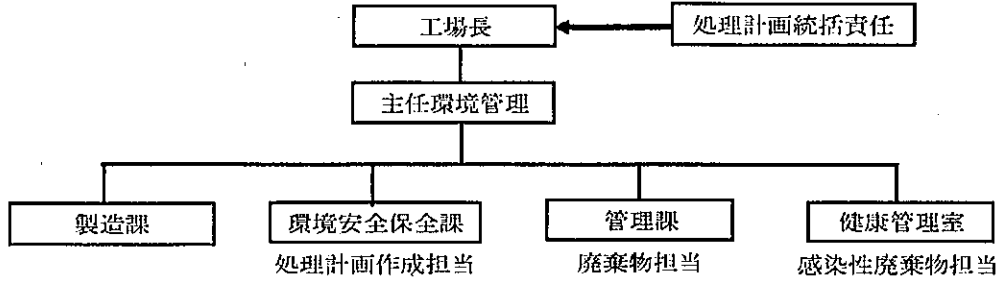 工場長
処理計画統括責任
主任環境管理
製造課
環境安全保全課
管理課
健康管理室
処理計画作成担当
廃棄物担当
感染性廃棄物担当